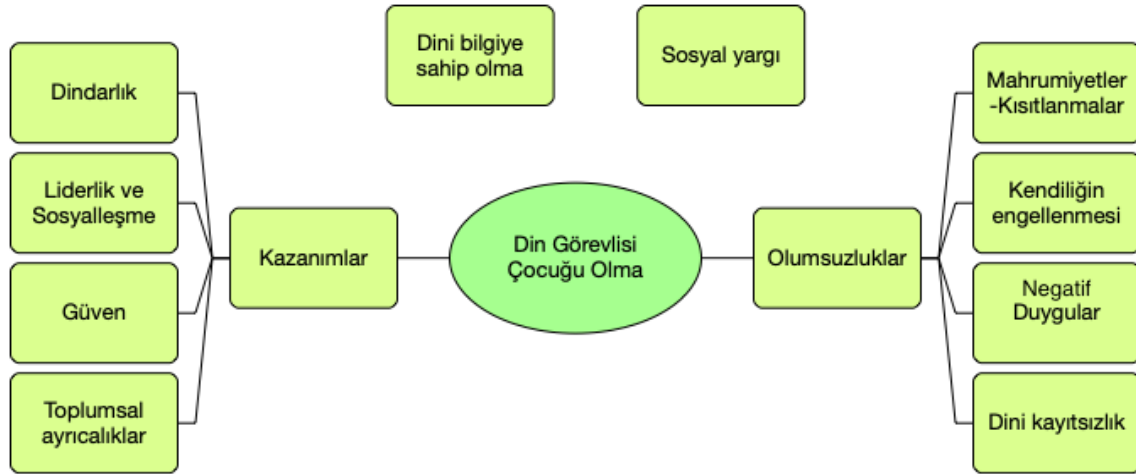 Dini bilgiye
sahip olma
Sosyal yargı
Dindarlık
Liderlik ve
Sosyalleşme
Güven
Toplumsal
ayrıcalıklar
Kazanımlar
Din Görevlisi
Çocuğu Olma
Olumsuzluklar
Mahrumiyetler
-Kısıtlanmalar
Kendiliğin
engellenmesi
Negatif
Duygular
Dini kayıtsızlık